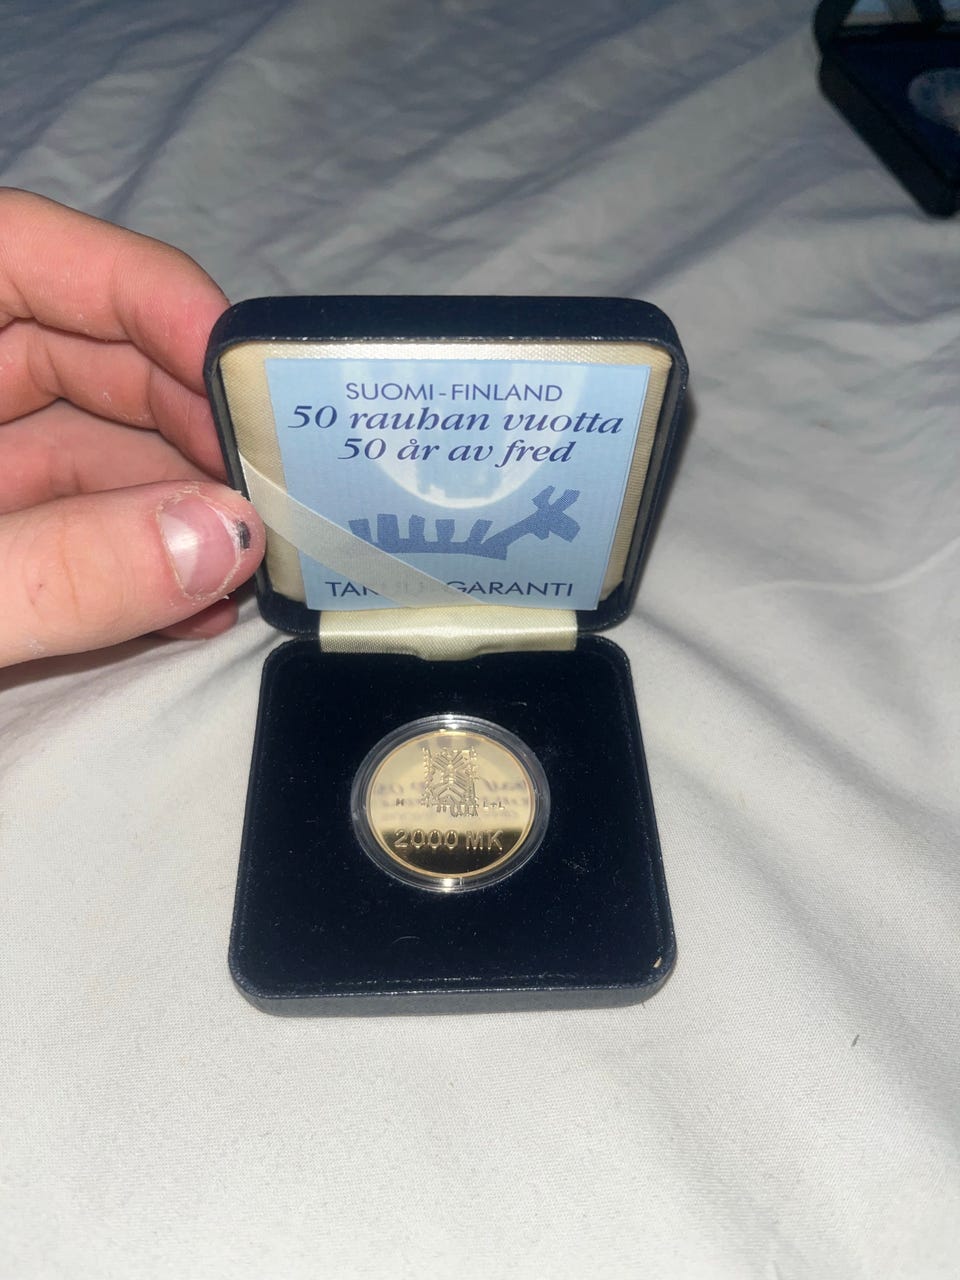 SUOMI-FINLAND
50 rauhan vuotta
50 år av fred
GARANTI
H L+L
2000 MK